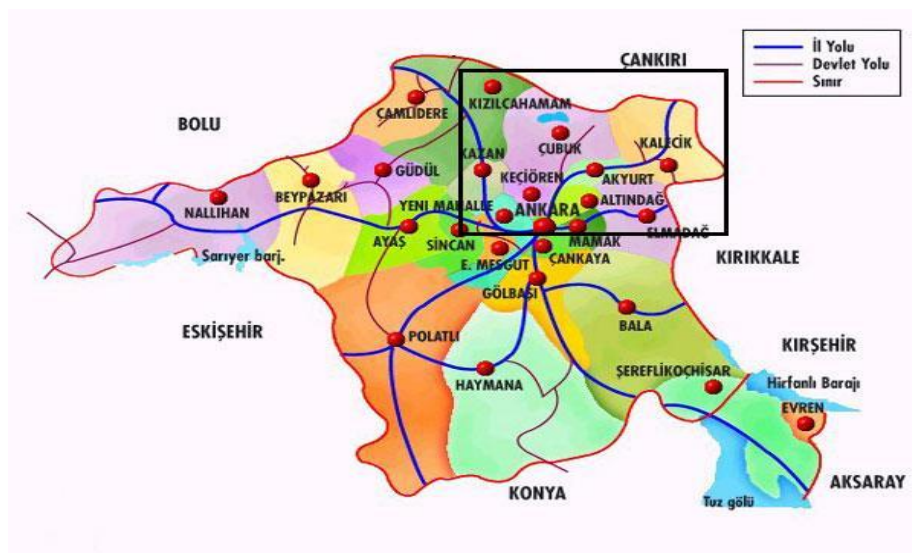 İl Yolu
Devlet Yolu
Sınır
ÇANKIRI
BOLU
ÇAMLIDERE
KIZILCAHAMAM
ÇUBUK
KALECİK
KAZAN
GÜDÜL
KEÇİÖREN
AKYURT
BEYPAZARI
NALLIHAN
YENİ MAHALLE
ANKARA
ALTINDAĞ
AYAŞ
SİNCAN
MAMAK
ELMADAĞ
Sarıyer barj.
E. MESGUT
ÇANKAYA
KIRIKKALE
GÖLBAŞI
ESKİŞEHİR
POLATLI
BALA
KIRŞEHİR
HAYMANA
ŞEREFLİKOÇHİSAR
Hirfanlı Barajı
EVREN
KONYA
Tuz gölü
AKSARAY